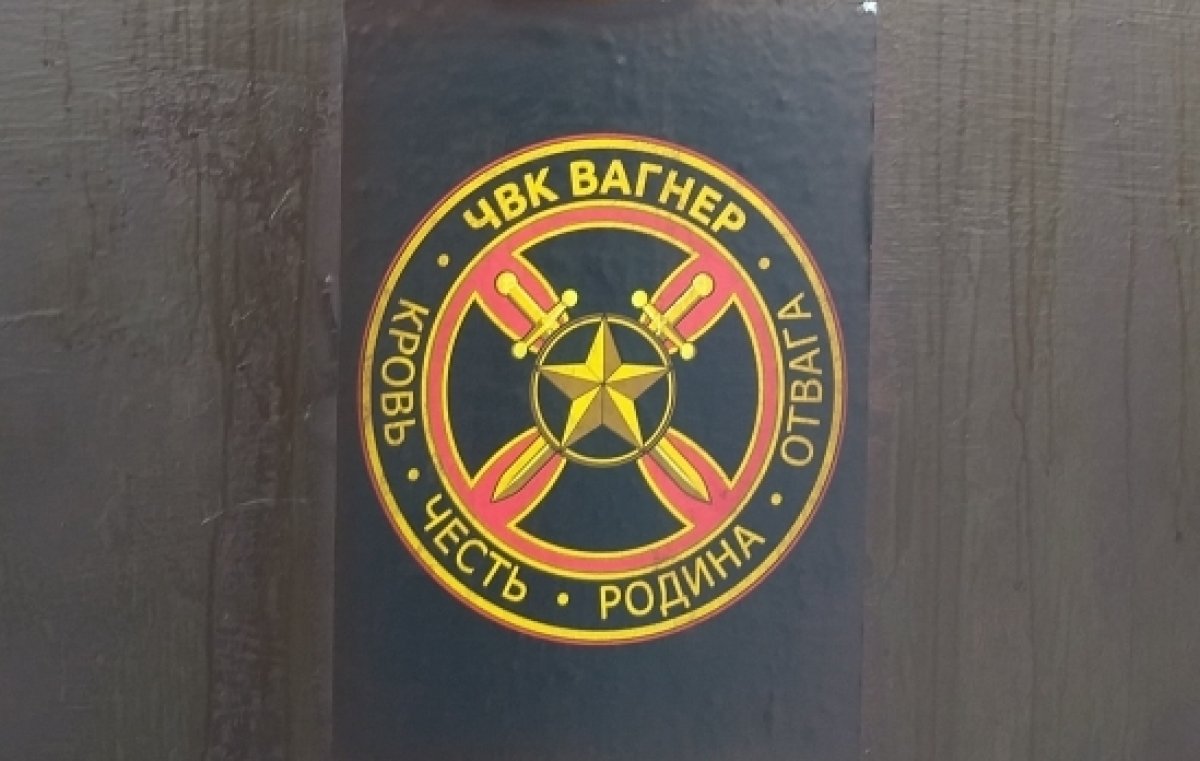 ЧВК ВАГНЕР
КРОВЬ • ЧЕСТЬ • РОДИНА • ОТВАГА